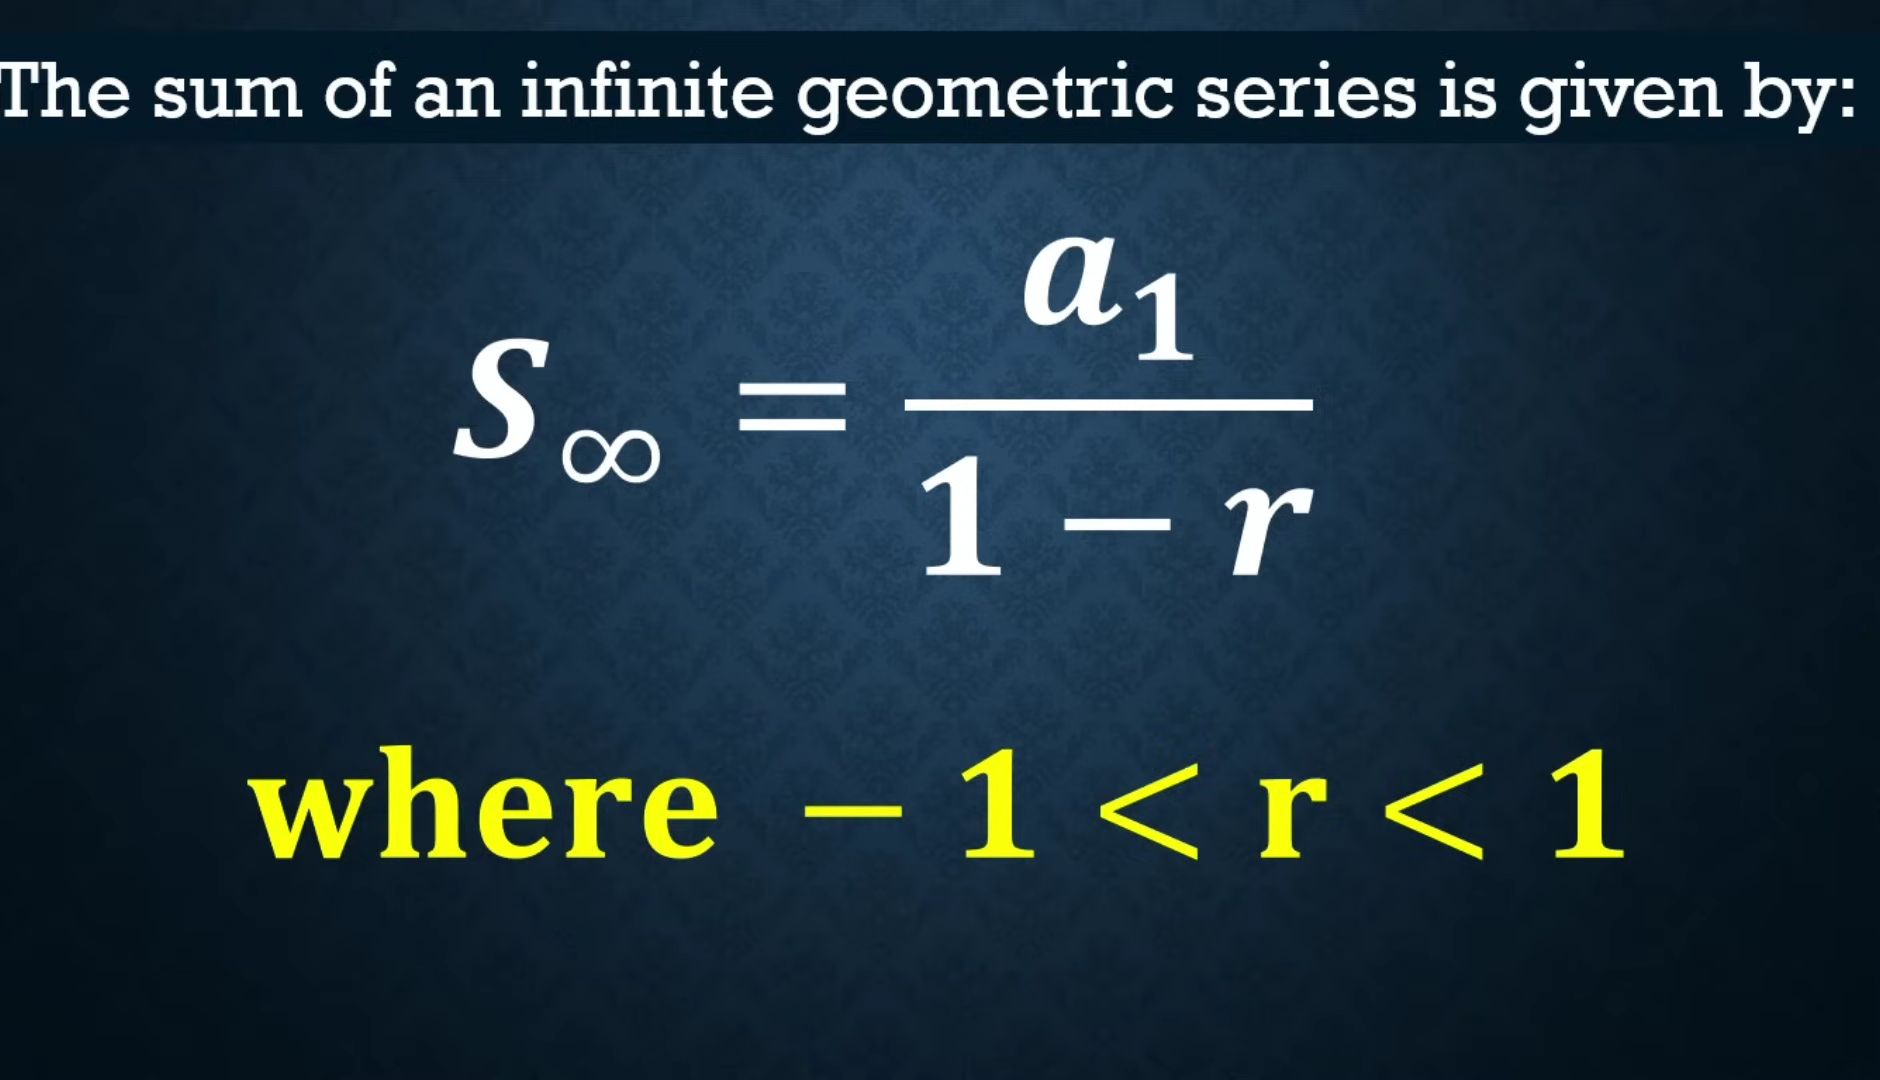 The sum of an infinite geometric series is given by:
S∞ = a₁ / (1 − r)
where − 1 < r < 1